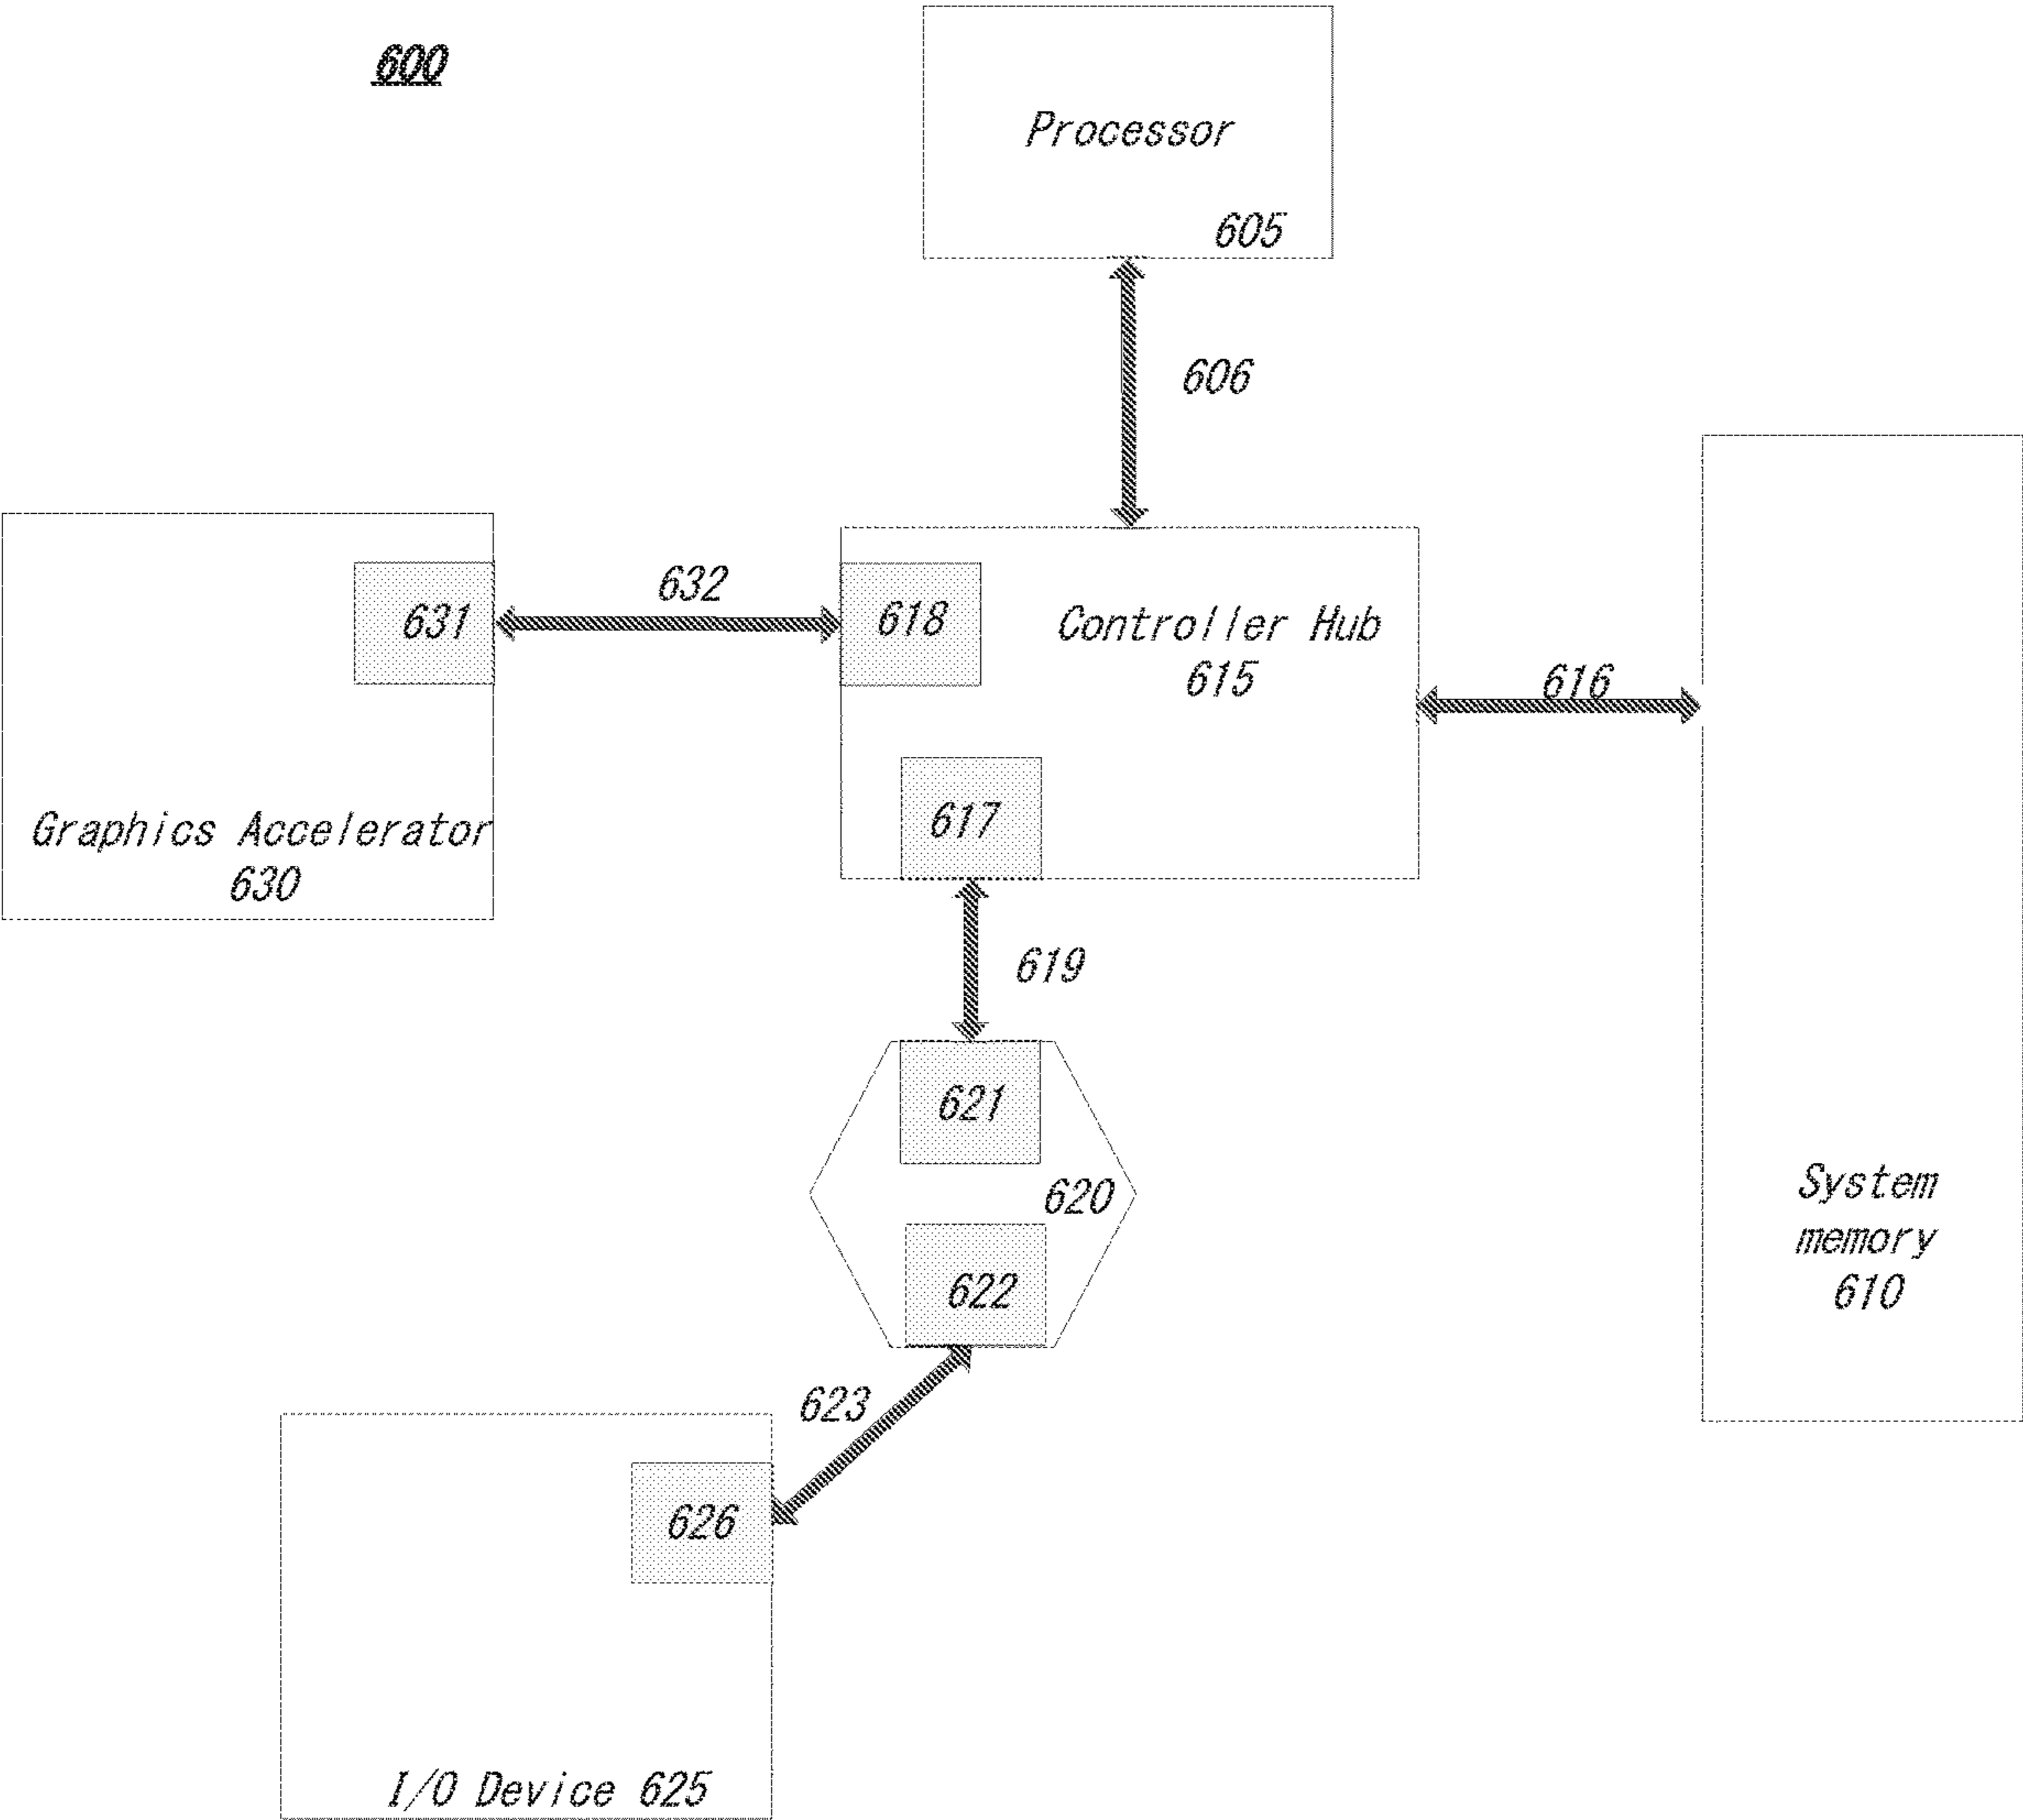 600
Processor
605
606
631
632
618
Controller Hub
615
616
617
Graphics Accelerator
630
619
621
620
622
System
memory
610
623
626
I/O Device 625